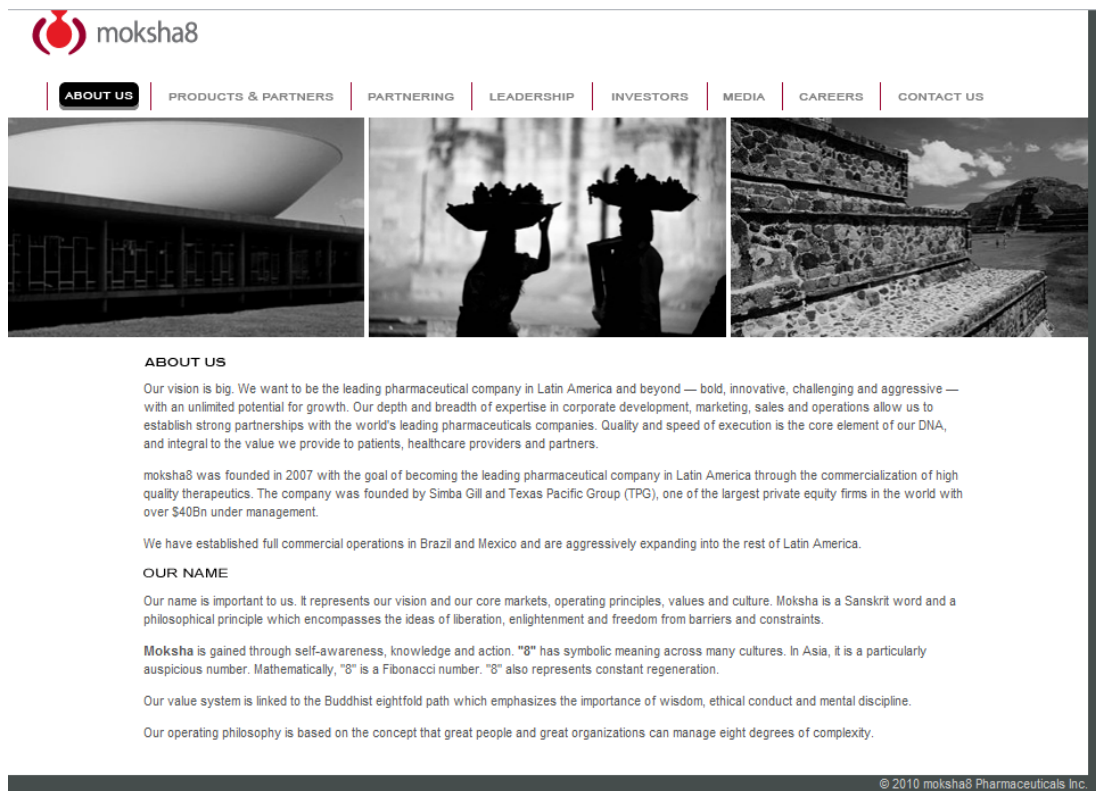 moksha8
ABOUT US
PRODUCTS & PARTNERS
PARTNERING
LEADERSHIP
INVESTORS
MEDIA
CAREERS
CONTACT US
ABOUT US
Our vision is big. We want to be the leading pharmaceutical company in Latin America and beyond — bold, innovative, challenging and aggressive —
with an unlimited potential for growth. Our depth and breadth of expertise in corporate development, marketing, sales and operations allow us to
establish strong partnerships with the world's leading pharmaceuticals companies. Quality and speed of execution is the core element of our DNA,
and integral to the value we provide to patients, healthcare providers and partners.
moksha8 was founded in 2007 with the goal of becoming the leading pharmaceutical company in Latin America through the commercialization of high
quality therapeutics. The company was founded by Simba Gill and Texas Pacific Group (TPG), one of the largest private equity firms in the world with
over $40Bn under management.
We have established full commercial operations in Brazil and Mexico and are aggressively expanding into the rest of Latin America.
OUR NAME
Our name is important to us. It represents our vision and our core markets, operating principles, values and culture. Moksha is a Sanskrit word and a
philosophical principle which encompasses the ideas of liberation, enlightenment and freedom from barriers and constraints.
Moksha is gained through self-awareness, knowledge and action. "8" has symbolic meaning across many cultures. In Asia, it is a particularly
auspicious number. Mathematically, "8" is a Fibonacci number. "8" also represents constant regeneration.
Our value system is linked to the Buddhist eightfold path which emphasizes the importance of wisdom, ethical conduct and mental discipline.
Our operating philosophy is based on the concept that great people and great organizations can manage eight degrees of complexity.
© 2010 moksha8 Pharmaceuticals Inc.